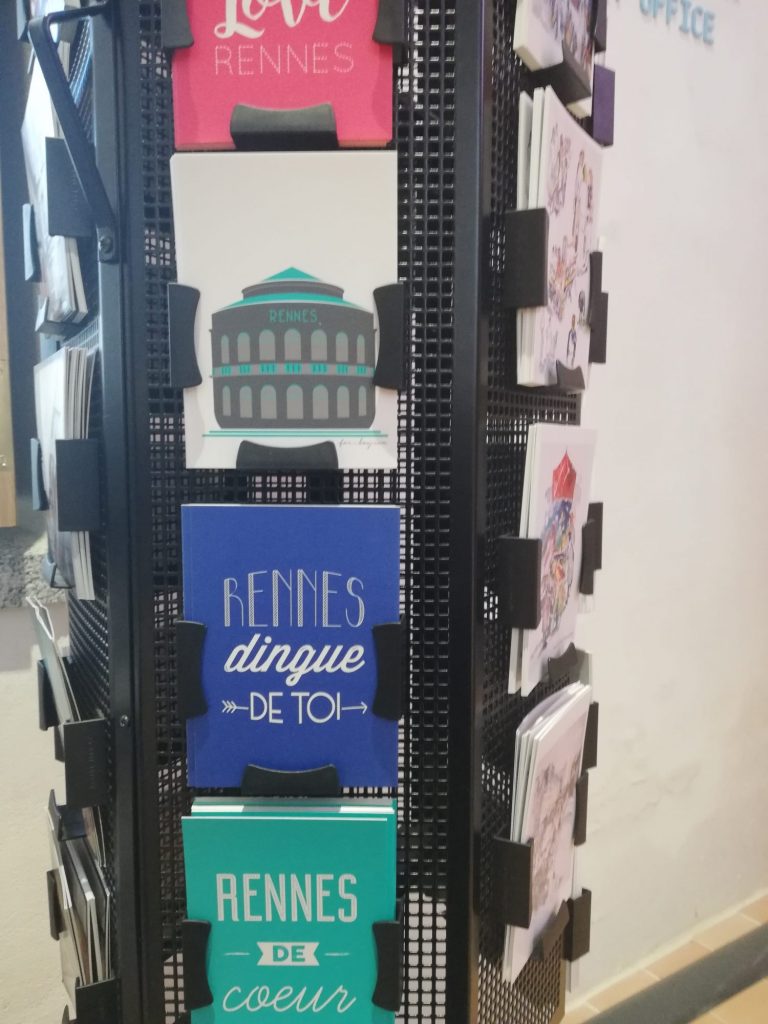 OFFICE
Love
RENNES
RENNES
RENNES
dingue
DE TOI
RENNES
DE
coeur